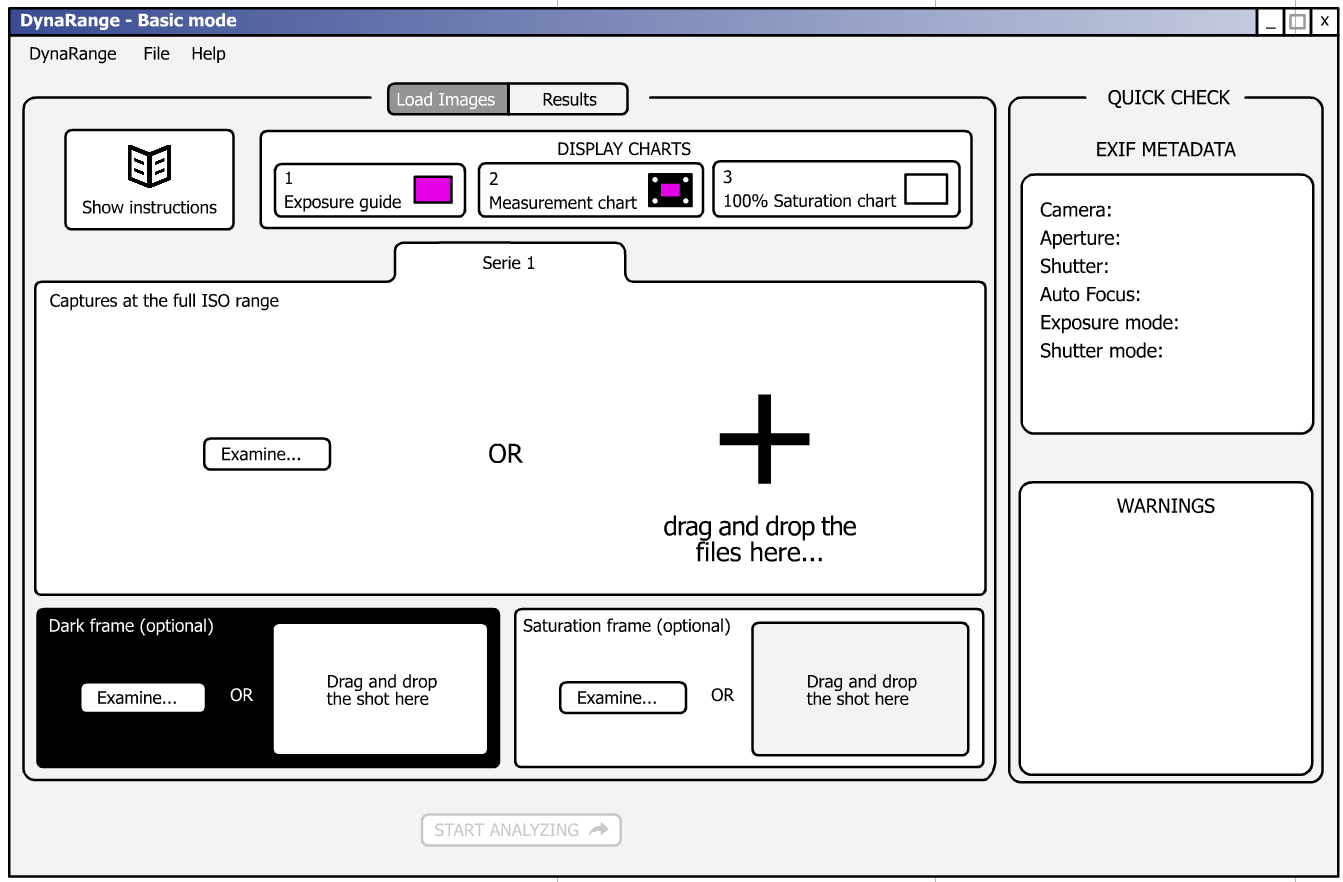 DynaRange - Basic mode
_ X
DynaRange File Help
Load Images Results
Show instructions
DISPLAY CHARTS
1
Exposure guide
2
Measurement chart
3
100% Saturation chart
Serie 1
Captures at the full ISO range
Examine...
OR
drag and drop the
files here...
Dark frame (optional)
Examine...
OR
Drag and drop
the shot here
Saturation frame (optional)
Examine...
OR
Drag and drop
the shot here
START ANALYZING
QUICK CHECK
EXIF METADATA
Camera:
Aperture:
Shutter:
Auto Focus:
Exposure mode:
Shutter mode:
WARNINGS